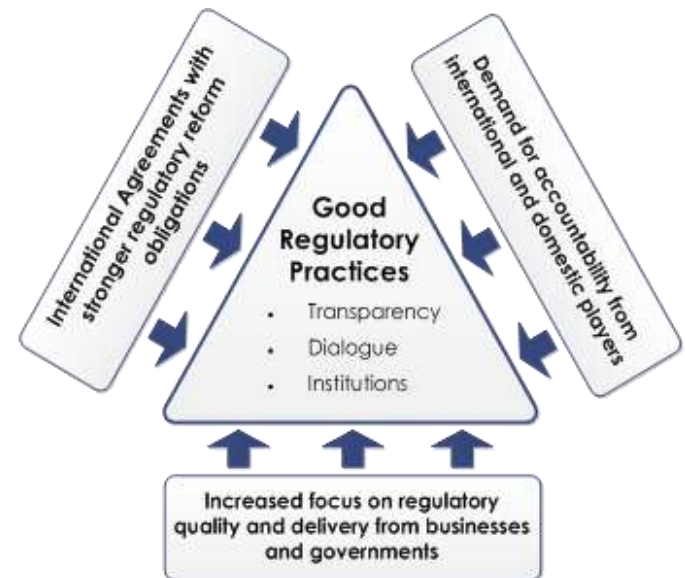 International Agreements with
stronger regulatory reform
obligations
Demand for accountability from
international and domestic players
Good
Regulatory
Practices
• Transparency
• Dialogue
• Institutions
Increased focus on regulatory
quality and delivery from businesses
and governments